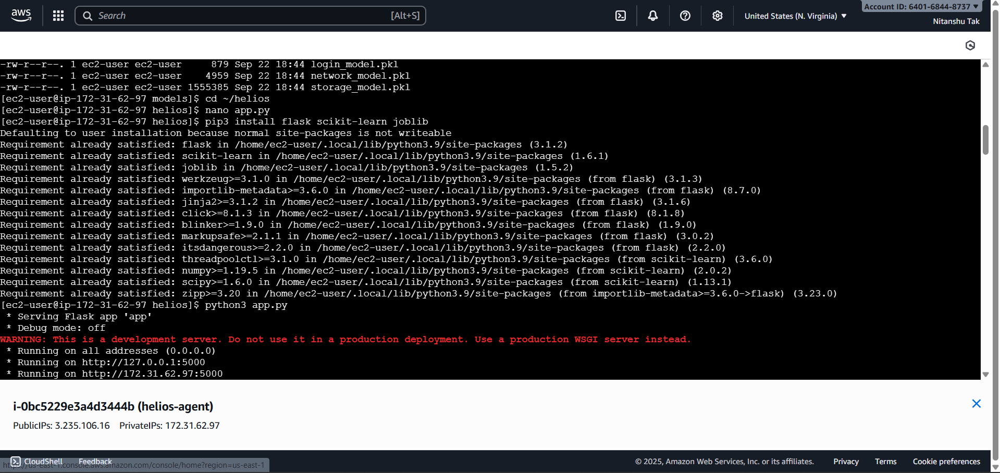 aws
Search
[Alt+S]
United States (N. Virginia)
Account ID: 6401-6844-8737
Nitanshu Tak
-rw-r--r--. 1 ec2-user ec2-user     879 Sep 22 18:44 login_model.pkl
-rw-r--r--. 1 ec2-user ec2-user    4959 Sep 22 18:44 network_model.pkl
-rw-r--r--. 1 ec2-user ec2-user 1555385 Sep 22 18:44 storage_model.pkl
[ec2-user@ip-172-31-62-97 models]$ cd ~/helios
[ec2-user@ip-172-31-62-97 helios]$ nano app.py
[ec2-user@ip-172-31-62-97 helios]$ pip3 install flask scikit-learn joblib
Defaulting to user installation because normal site-packages is not writeable
Requirement already satisfied: flask in /home/ec2-user/.local/lib/python3.9/site-packages (3.1.2)
Requirement already satisfied: scikit-learn in /home/ec2-user/.local/lib/python3.9/site-packages (1.6.1)
Requirement already satisfied: joblib in /home/ec2-user/.local/lib/python3.9/site-packages (1.5.2)
Requirement already satisfied: werkzeug>=3.1.0 in /home/ec2-user/.local/lib/python3.9/site-packages (from flask) (3.1.3)
Requirement already satisfied: importlib-metadata>=3.6.0 in /home/ec2-user/.local/lib/python3.9/site-packages (from flask) (8.7.0)
Requirement already satisfied: jinja2>=3.1.2 in /home/ec2-user/.local/lib/python3.9/site-packages (from flask) (3.1.6)
Requirement already satisfied: click>=8.1.3 in /home/ec2-user/.local/lib/python3.9/site-packages (from flask) (8.1.8)
Requirement already satisfied: blinker>=1.9.0 in /home/ec2-user/.local/lib/python3.9/site-packages (from flask) (1.9.0)
Requirement already satisfied: markupsafe>=2.1.1 in /home/ec2-user/.local/lib/python3.9/site-packages (from flask) (3.0.2)
Requirement already satisfied: itsdangerous>=2.2.0 in /home/ec2-user/.local/lib/python3.9/site-packages (from flask) (2.2.0)
Requirement already satisfied: threadpoolctl>=3.1.0 in /home/ec2-user/.local/lib/python3.9/site-packages (from scikit-learn) (3.6.0)
Requirement already satisfied: numpy>=1.19.5 in /home/ec2-user/.local/lib/python3.9/site-packages (from scikit-learn) (2.0.2)
Requirement already satisfied: scipy>=1.6.0 in /home/ec2-user/.local/lib/python3.9/site-packages (from scikit-learn) (1.13.1)
Requirement already satisfied: zipp>=3.20 in /home/ec2-user/.local/lib/python3.9/site-packages (from importlib-metadata>=3.6.0->flask) (3.23.0)
[ec2-user@ip-172-31-62-97 helios]$ python3 app.py
 * Serving Flask app 'app'
 * Debug mode: off
WARNING: This is a development server. Do not use it in a production deployment. Use a production WSGI server instead.
 * Running on all addresses (0.0.0.0)
 * Running on http://127.0.0.1:5000
 * Running on http://172.31.62.97:5000
i-0bc5229e3a4d3444b (helios-agent)
PublicIPs: 3.235.106.16    PrivateIPs: 172.31.62.97
CloudShell    Feedback
https://us-east-1.console.aws.amazon.com/console/home?region=us-east-1
© 2025, Amazon Web Services, Inc. or its affiliates.    Privacy    Terms    Cookie preferences